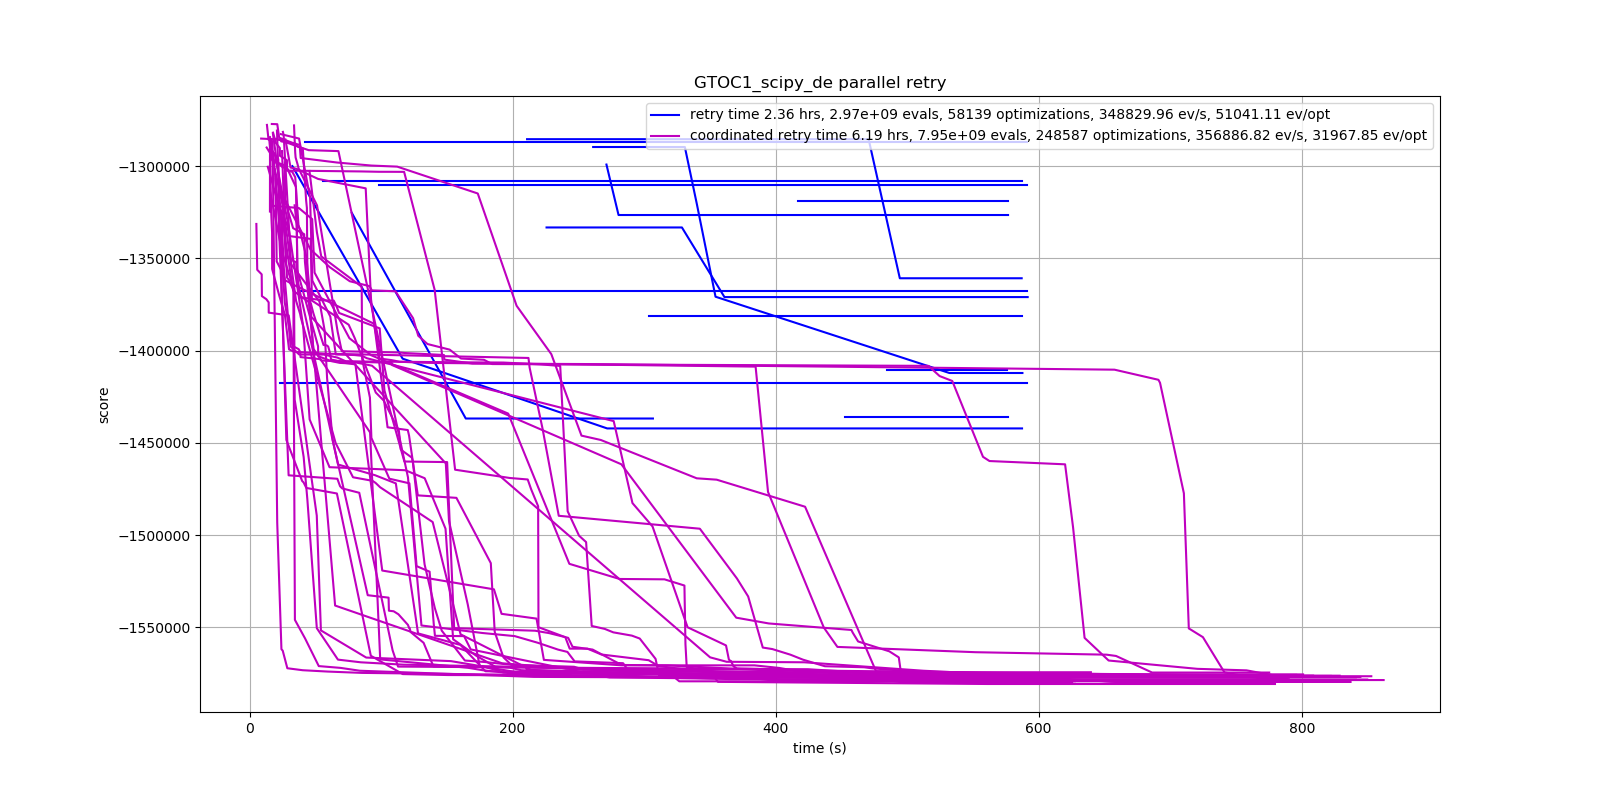 GTOC1_scipy_de parallel retry
retry time 2.36 hrs, 2.97e+09 evals, 58139 optimizations, 348829.96 ev/s, 51041.11 ev/opt
coordinated retry time 6.19 hrs, 7.95e+09 evals, 248587 optimizations, 356886.82 ev/s, 31967.85 ev/opt
−1300000
−1350000
−1400000
−1450000
−1500000
−1550000
score
0 200 400 600 800
time (s)